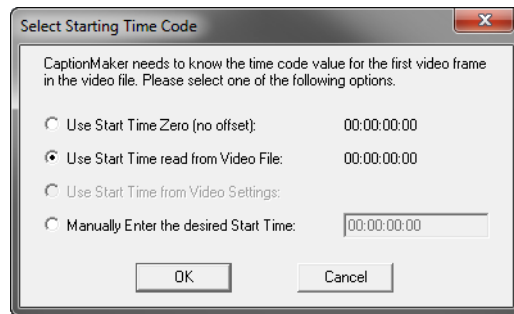 Select Starting Time Code
CaptionMaker needs to know the time code value for the first video frame
in the video file. Please select one of the following options.
Use Start Time Zero (no offset): 00:00:00:00
Use Start Time read from Video File: 00:00:00:00
Use Start Time from Video Settings:
Manually Enter the desired Start Time: 00:00:00:00
OK Cancel